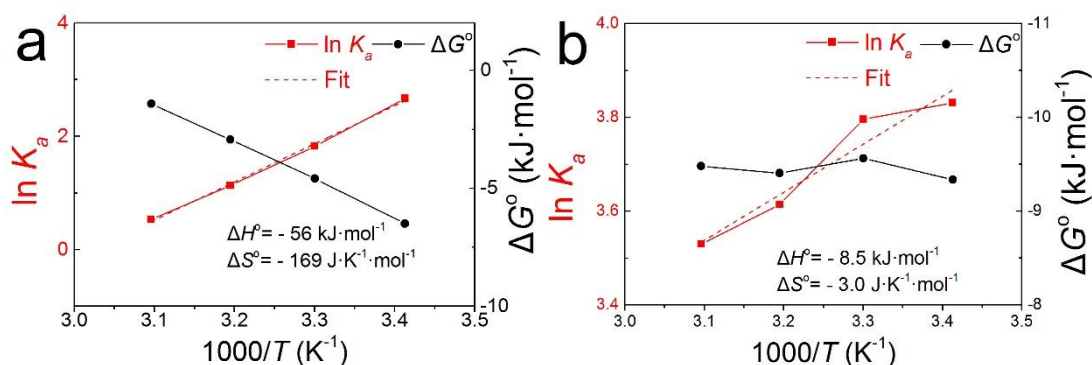 a
ln Kₐ
ΔG°
Fit
4
2
0
0
-5
-10
ln Kₐ
ΔG° (kJ·mol⁻¹)
ΔH°= - 56 kJ·mol⁻¹
ΔS°= - 169 J·K⁻¹·mol⁻¹
3.0 3.1 3.2 3.3 3.4 3.5
1000/T (K⁻¹)
b
ln Kₐ
ΔG°
Fit
4.0
3.8
3.6
3.4
-11
-10
-9
-8
ln Kₐ
ΔG° (kJ·mol⁻¹)
ΔH°= - 8.5 kJ·mol⁻¹
ΔS°= - 3.0 J·K⁻¹·mol⁻¹
3.0 3.1 3.2 3.3 3.4 3.5
1000/T (K⁻¹)